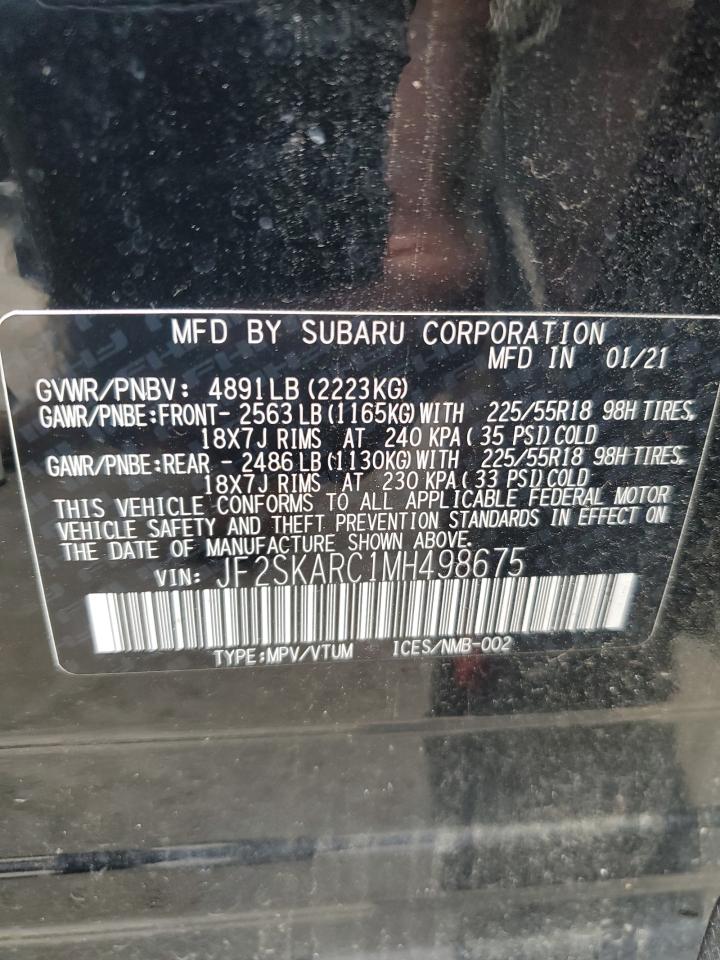 MFD BY SUBARU CORPORATION
MFD IN 01/21
GVWR/PNBV: 4891LB(2223KG)
GAWR/PNBE:FRONT- 2563LB(1165KG)WITH 225/55R18 98H TIRES,
18X7J RIMS AT 240 KPA(35 PSI)COLD
GAWR/PNBE:REAR - 2486LB(1130KG)WITH 225/55R18 98H TIRES,
18X7J RIMS AT 230 KPA(33 PSI)COLD
THIS VEHICLE CONFORMS TO ALL APPLICABLE FEDERAL MOTOR
VEHICLE SAFETY AND THEFT PREVENTION STANDARDS IN EFFECT ON
THE DATE OF MANUFACTURE SHOWN ABOVE.
VIN: JF2SKARC1MH498675
TYPE:MPV/VTUM ICES/NMB-002